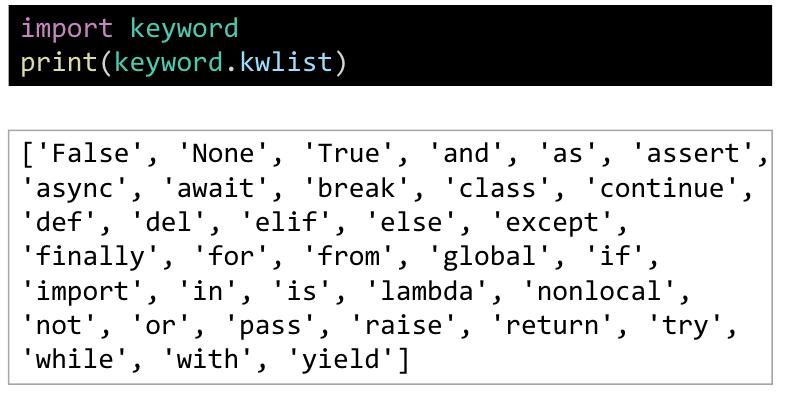 import keyword
print(keyword.kwlist)
['False', 'None', 'True', 'and', 'as', 'assert',
'async', 'await', 'break', 'class', 'continue',
'def', 'del', 'elif', 'else', 'except',
'finally', 'for', 'from', 'global', 'if',
'import', 'in', 'is', 'lambda', 'nonlocal',
'not', 'or', 'pass', 'raise', 'return', 'try',
'while', 'with', 'yield']